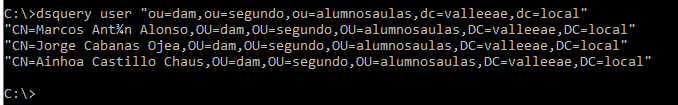 C:\>dsquery user "ou=dam,ou=segundo,ou=alumnosaulas,dc=valleeae,dc=local"
"CN=Marcos Ant¾n Alonso,OU=dam,OU=segundo,OU=alumnosaulas,DC=valleeae,DC=local"
"CN=Jorge Cabanas Ojea,OU=dam,OU=segundo,OU=alumnosaulas,DC=valleeae,DC=local"
"CN=Ainhoa Castillo Chaus,OU=dam,OU=segundo,OU=alumnosaulas,DC=valleeae,DC=local"
C:\>